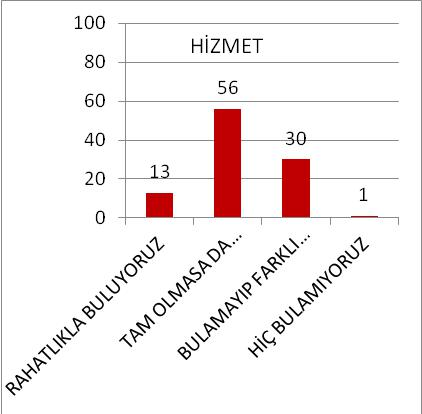 HİZMET
100
80
60
40
20
0
13
56
30
1
RAHATLIKLA BULUYORUZ
TAM OLMASA DA...
BULAMAYIP FARKLI...
HİÇ BULAMIYORUZ